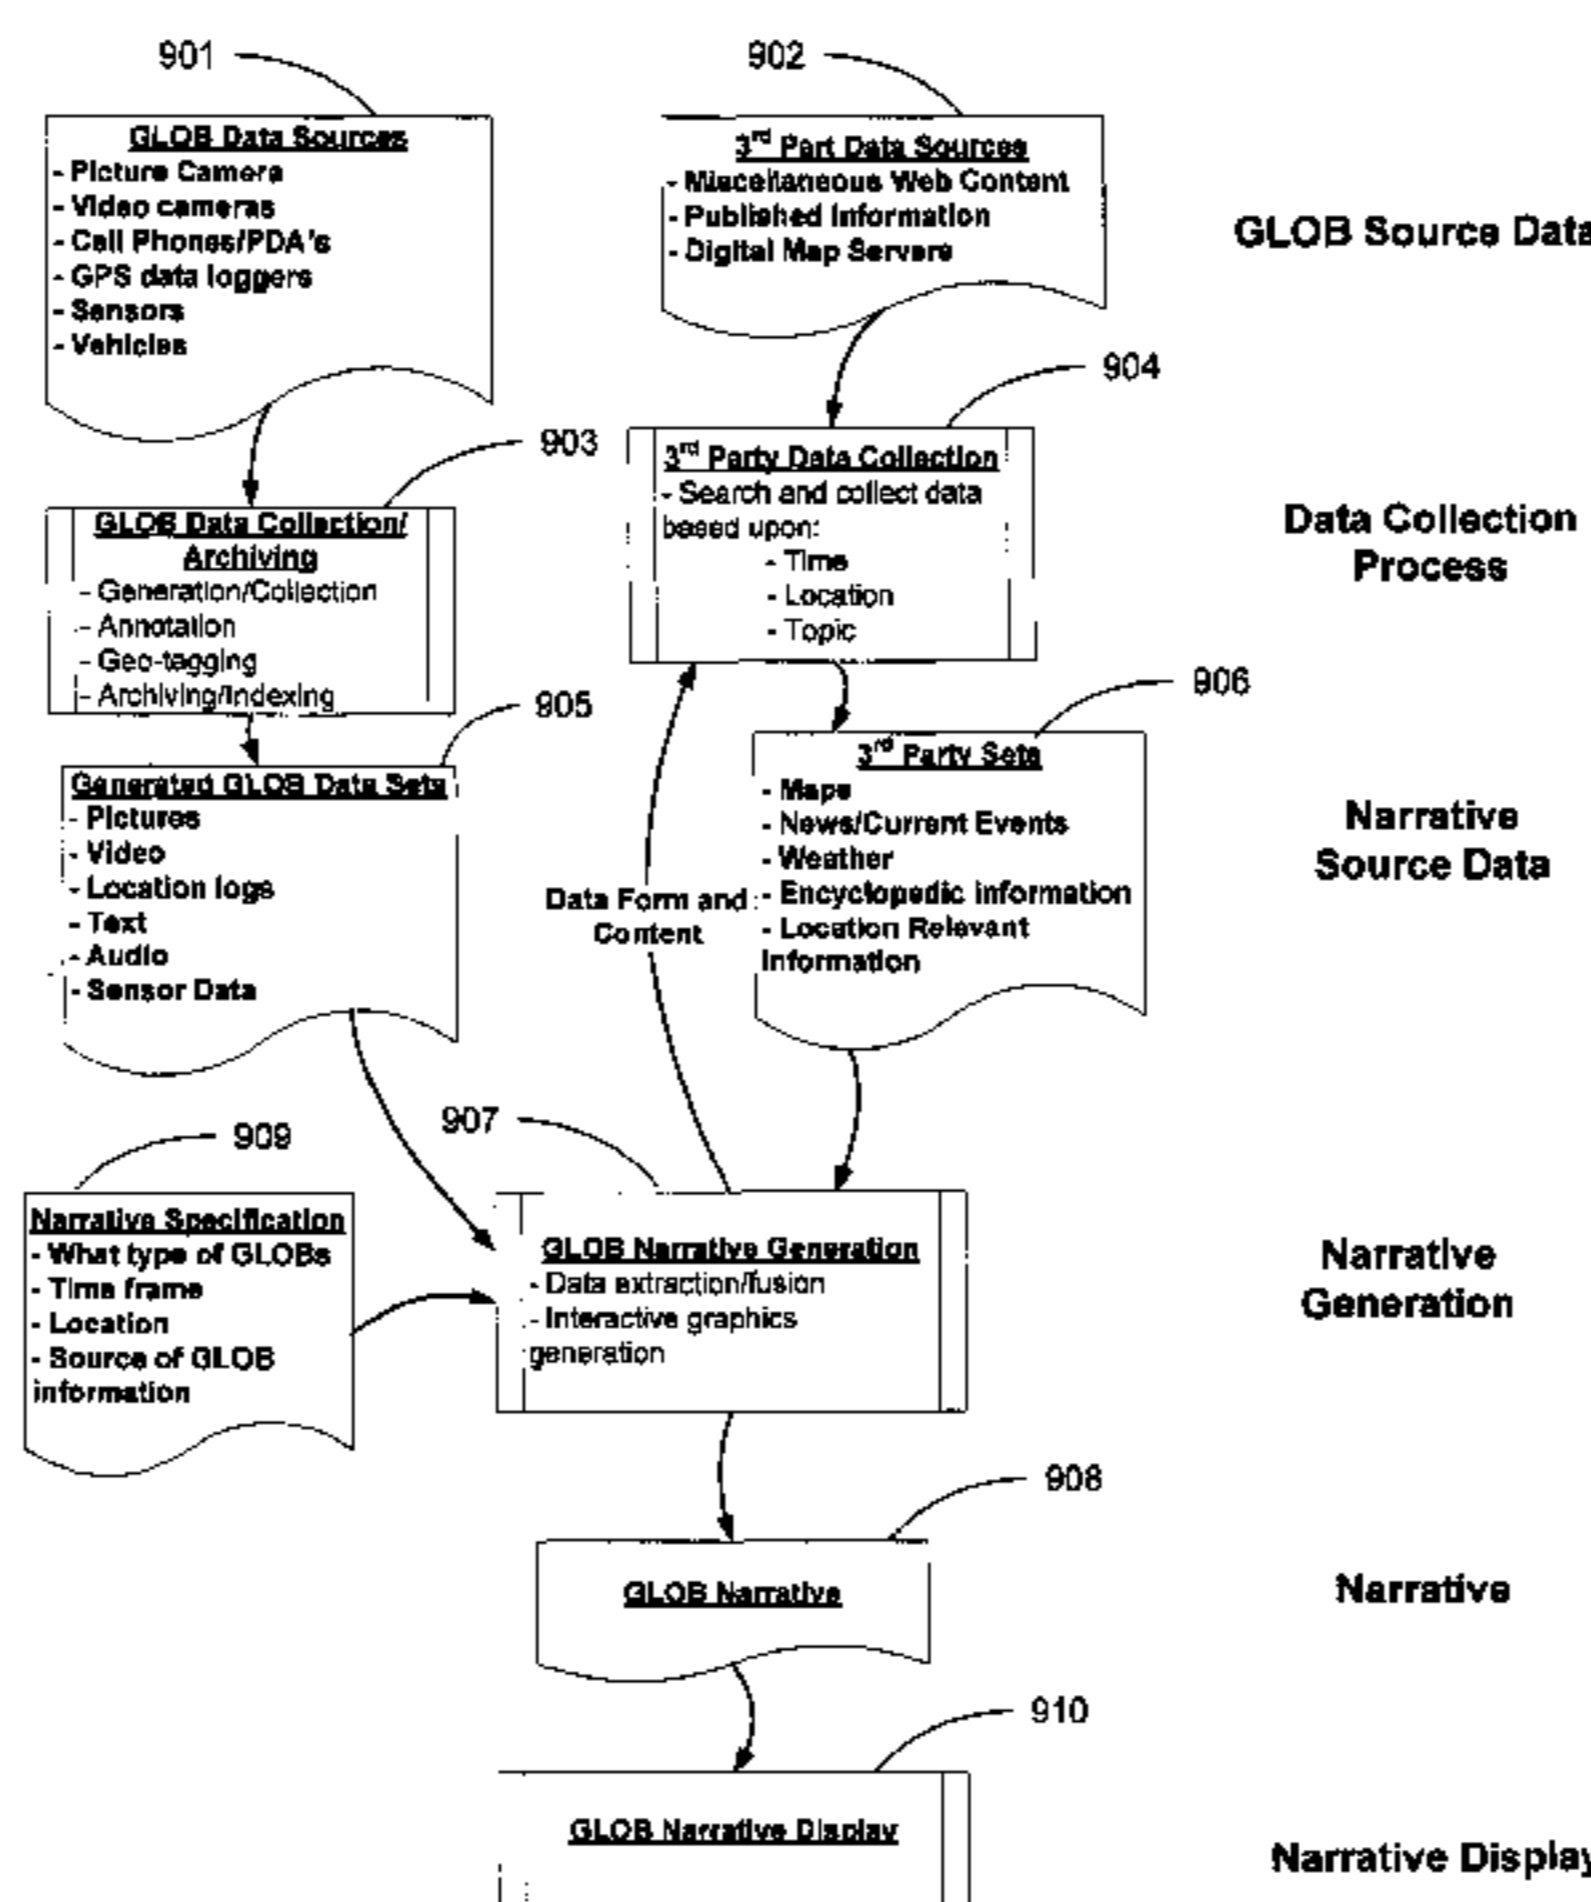 901
902
GLOB Data Sources
- Picture Camera
- Video cameras
- Cell Phones/PDA's
- GPS data loggers
- Sensors
- Vehicles
3rd Part Data Sources
- Miscellaneous Web Content
- Published Information
- Digital Map Servers
GLOB Source Data
903
904
GLOB Data Collection/
Archiving
- Generation/Collection
- Annotation
- Geo-tagging
- Archiving/Indexing
3rd Party Data Collection
- Search and collect data
based upon:
- Time
- Location
- Topic
Data Collection
Process
905
906
Generated GLOB Data Sets
- Pictures
- Video
- Location logs
- Text
- Audio
- Sensor Data
Data Form and
Content
3rd Party Sets
- Maps
- News/Current Events
- Weather
- Encyclopedic information
- Location Relevant
Information
Narrative
Source Data
909
907
Narrative Specification
- What type of GLOBs
- Time frame
- Location
- Source of GLOB
information
GLOB Narrative Generation
- Data extraction/fusion
- Interactive graphics
generation
Narrative
Generation
908
GLOB Narrative
Narrative
910
GLOB Narrative Display
Narrative Display